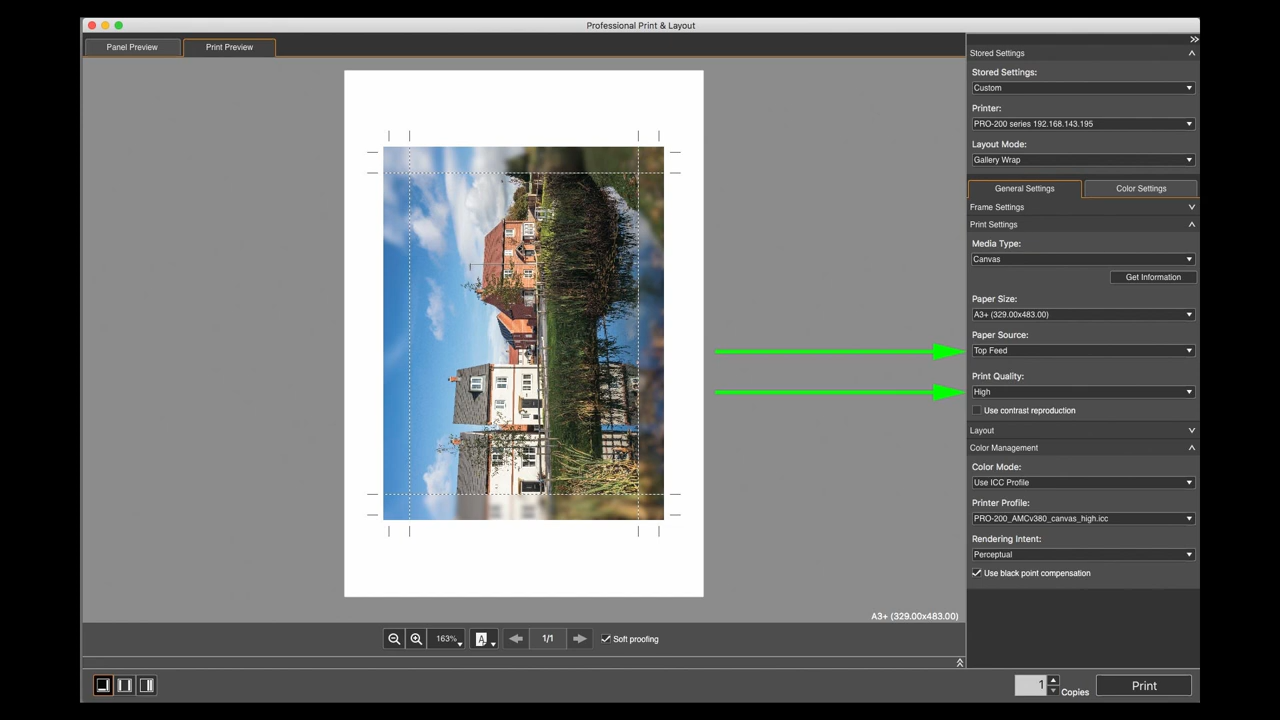 Professional Print & Layout
Panel Preview
Print Preview
Stored Settings
Stored Settings:
Custom
Printer:
PRO-200 series 192.168.143.195
Layout Mode:
Gallery Wrap
General Settings
Color Settings
Frame Settings
Print Settings
Media Type:
Canvas
Get Information
Paper Size:
A3+ (329.00x483.00)
Paper Source:
Top Feed
Print Quality:
High
Use contrast reproduction
Layout
Color Management
Color Mode:
Use ICC Profile
Printer Profile:
PRO-200_AMCv380_canvas_high.icc
Rendering Intent:
Perceptual
Use black point compensation
A3+ (329.00x483.00)
163%
A
1/1
Soft proofing
1
Copies
Print